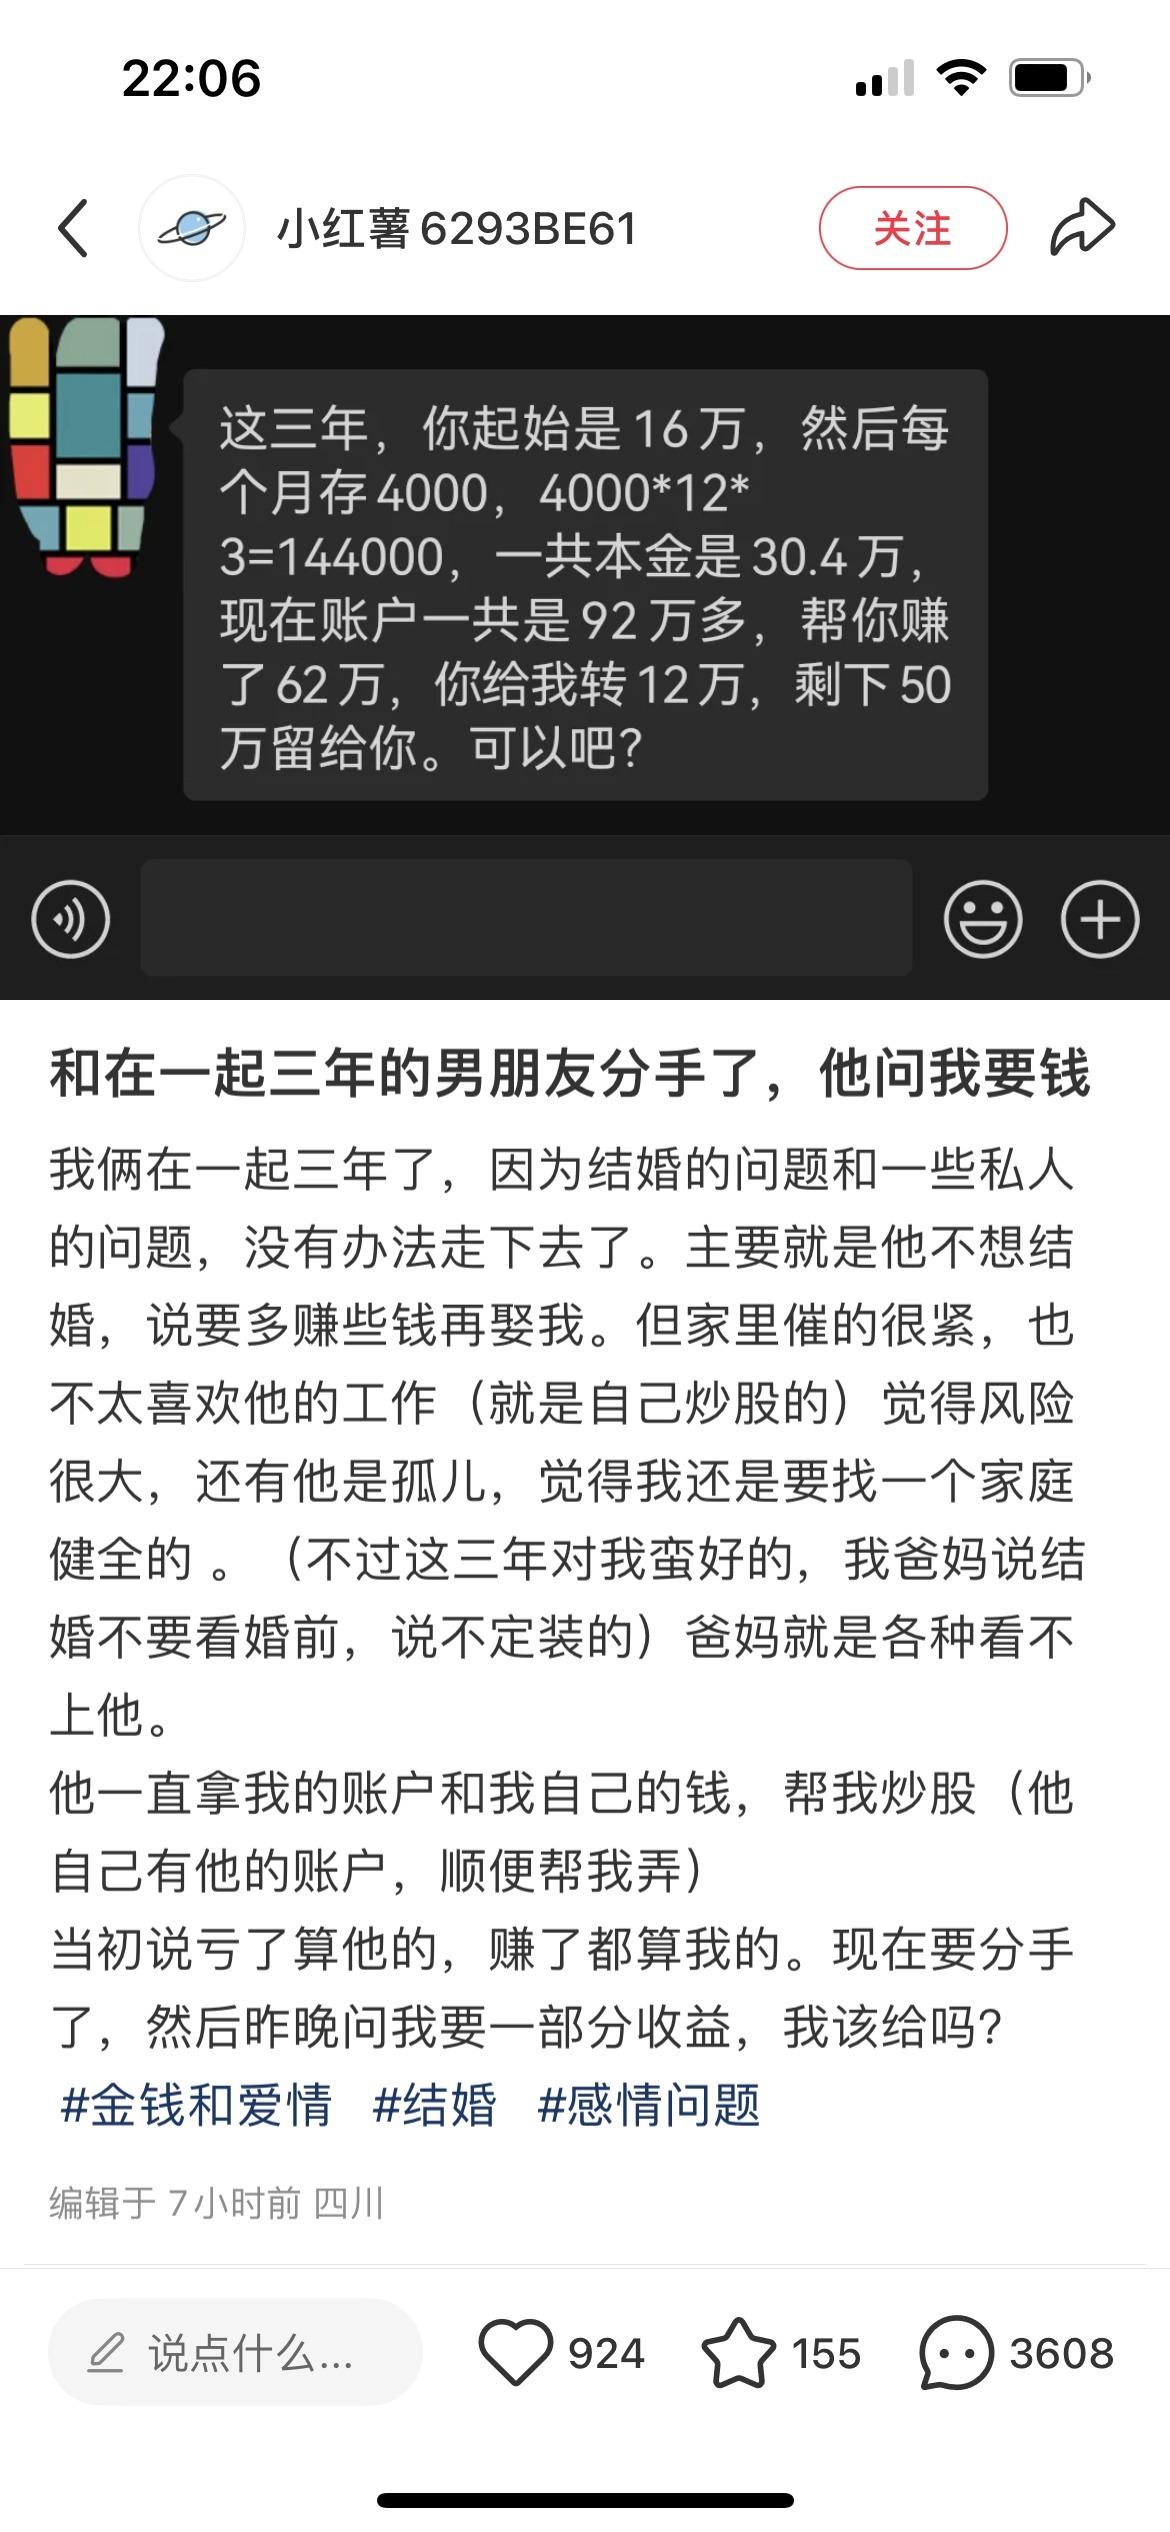 22:06
小红薯6293BE61
关注
这三年，你起始是16万，然后每
个月存4000，4000*12*
3=144000，一共本金是30.4万，
现在账户一共是92万多，帮你赚
了62万，你给我转12万，剩下50
万留给你。可以吧？
和在一起三年的男朋友分手了，他问我要钱
我俩在一起三年了，因为结婚的问题和一些私人
的问题，没有办法走下去了。主要就是他不想结
婚，说要多赚些钱再娶我。但家里催的很紧，也
不太喜欢他的工作（就是自己炒股的）觉得风险
很大，还有他是孤儿，觉得我还是要找一个家庭
健全的 。（不过这三年对我蛮好的，我爸妈说结
婚不要看婚前，说不定装的）爸妈就是各种看不
上他。
他一直拿我的账户和我自己的钱，帮我炒股（他
自己有他的账户，顺便帮我弄）
当初说亏了算他的，赚了都算我的。现在要分手
了，然后昨晚问我要一部分收益，我该给吗？
#金钱和爱情 #结婚 #感情问题
编辑于 7小时前 四川
说点什么... 924 155 3608